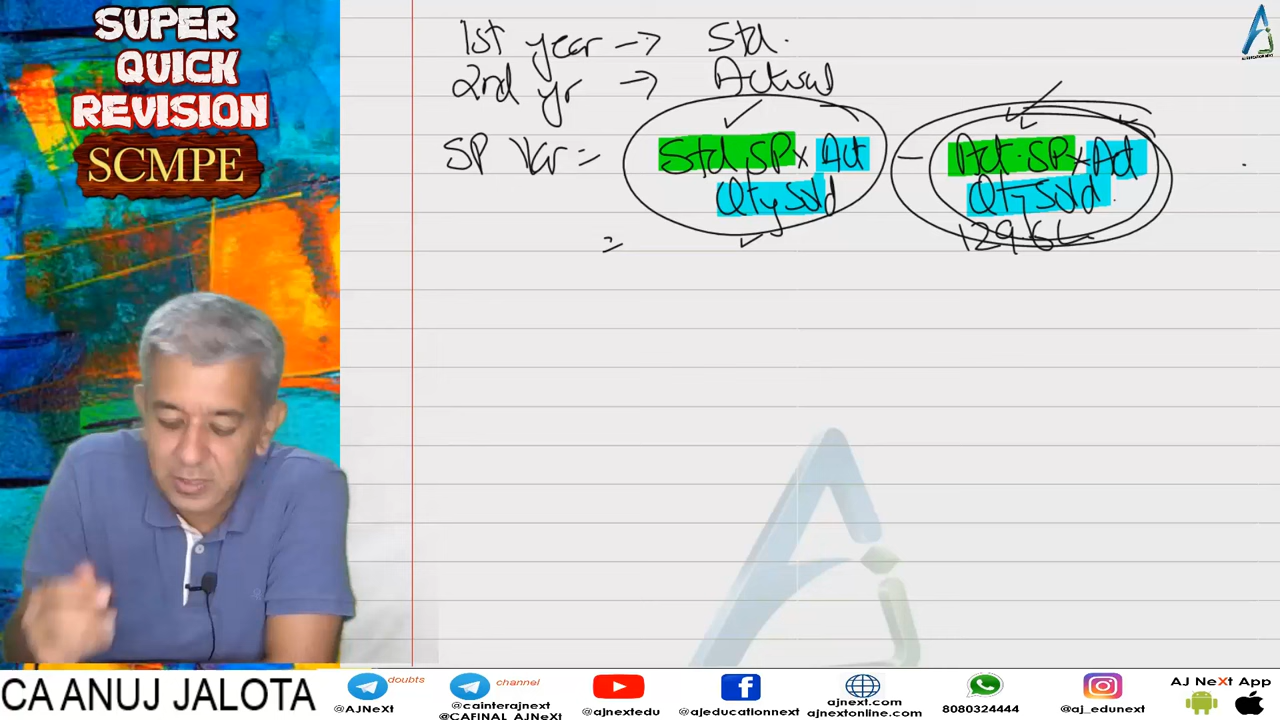 SUPER
QUICK
REVISION
SCMPE
1st year → Std.
2nd yr → Actual
SP Var = Std SP x Act Qty Sold - Act. SP x Act Qty Sold.
= 129.6L
CA ANUJ JALOTA
doubts
@AJNeXt
channel
@cainterajnext
@CAFINAL_AJNeXt
@ajnextedu
@ajeducationnext
ajnext.com
ajnextonline.com
8080324444
@aj_edunext
AJ NeXt App